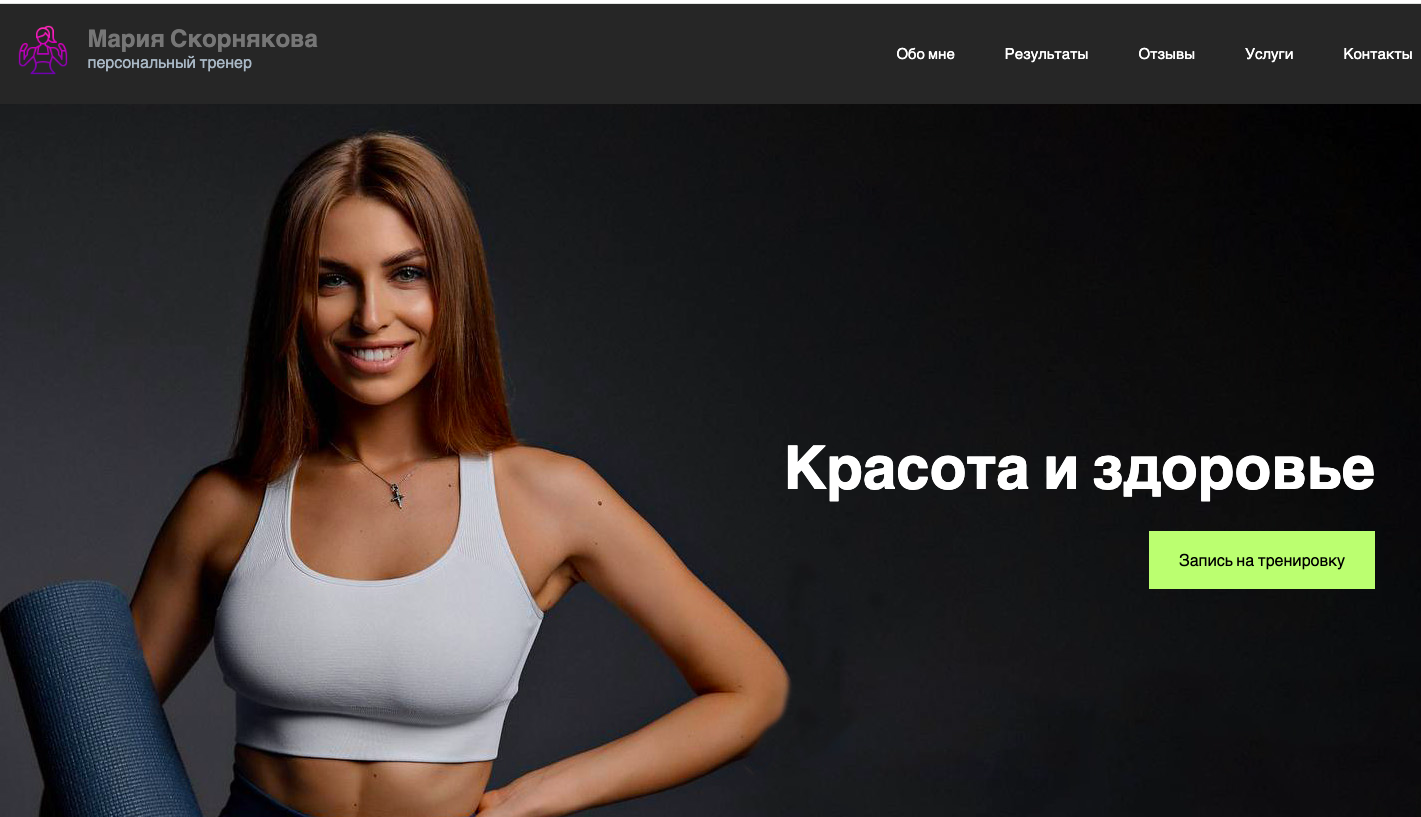 Мария Скорнякова
персональный тренер
Обо мне
Результаты
Отзывы
Услуги
Контакты
Красота и здоровье
Запись на тренировку